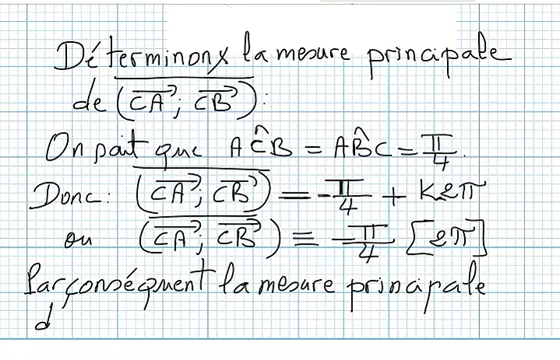 Déterminons la mesure principale
de (CA→; CB→):
On sait que AĈB = AB̂C = π/4.
Donc: (CA→; CB→) = -π/4 + K2π
ou (CA→; CB→) ≡ -π/4 [2π]
Par conséquent la mesure principale
d